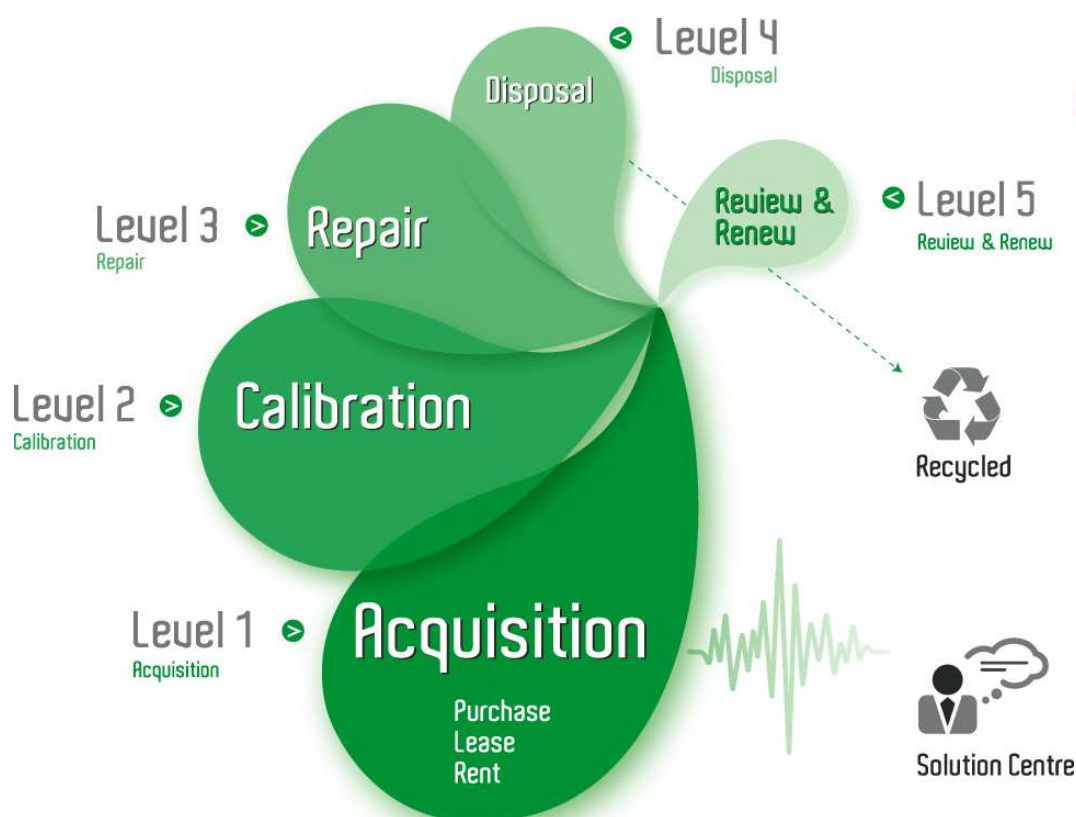 Level 4
Disposal
Disposal
Level 3
Repair
Repair
Review &
Renew
Level 5
Review & Renew
Level 2
Calibration
Calibration
Recycled
Level 1
Acquisition
Acquisition
Purchase
Lease
Rent
Solution Centre